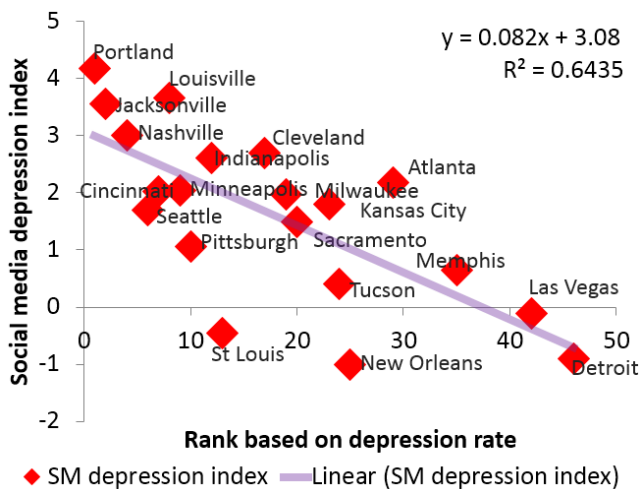 y = 0.082x + 3.08
R² = 0.6435
Social media depression index
5
4
3
2
1
0
-1
-2
0
10
20
30
40
50
Portland
Louisville
Jacksonville
Nashville
Cleveland
Indianapolis
Atlanta
Cincinnati
Minneapolis
Milwaukee
Kansas City
Seattle
Pittsburgh
Sacramento
Memphis
Tucson
Las Vegas
St Louis
New Orleans
Detroit
Rank based on depression rate
SM depression index
Linear (SM depression index)